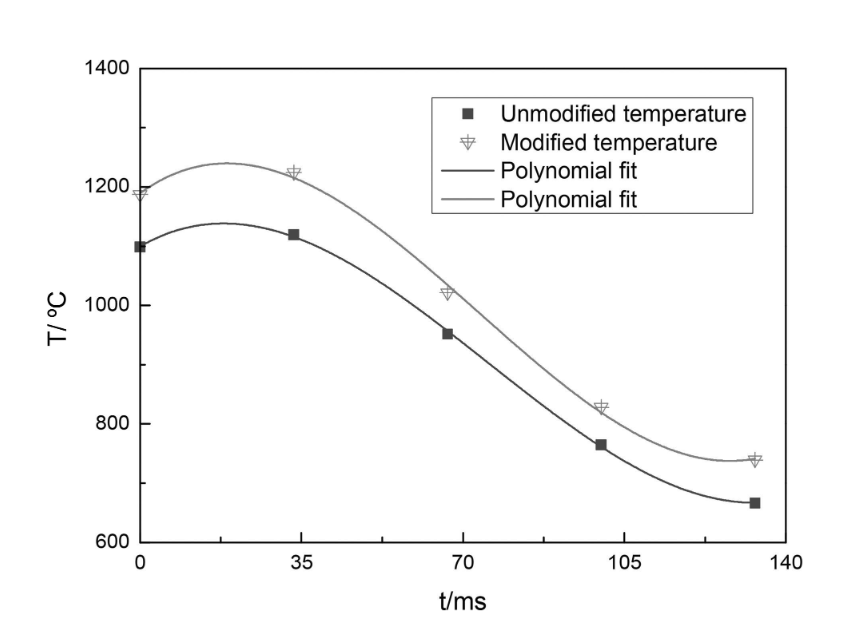 1400
1200
1000
800
600
T/ ºC
Unmodified temperature
Modified temperature
Polynomial fit
Polynomial fit
0
35
70
105
140
t/ms